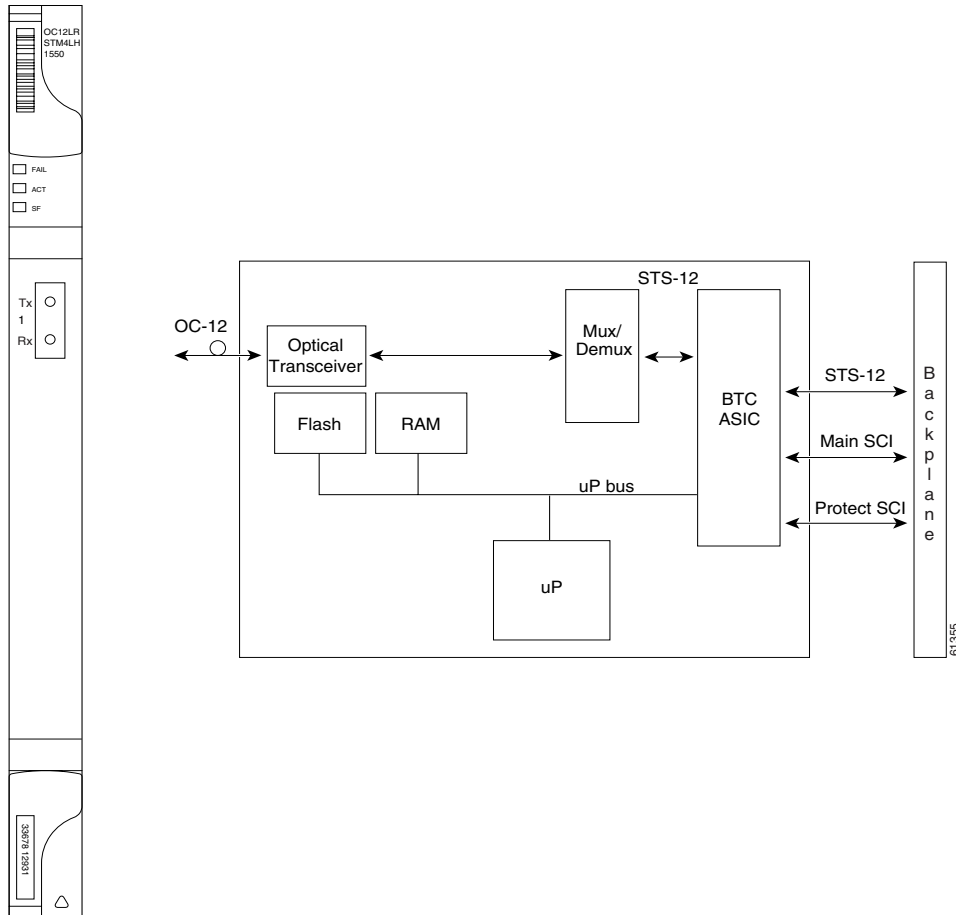 OC12LR
STM4LH
1550
FAIL
ACT
SF
Tx
1
Rx
33678 12931
OC-12
Optical
Transceiver
Flash
RAM
uP bus
uP
STS-12
Mux/
Demux
BTC
ASIC
STS-12
Main SCI
Protect SCI
Backplane
61355